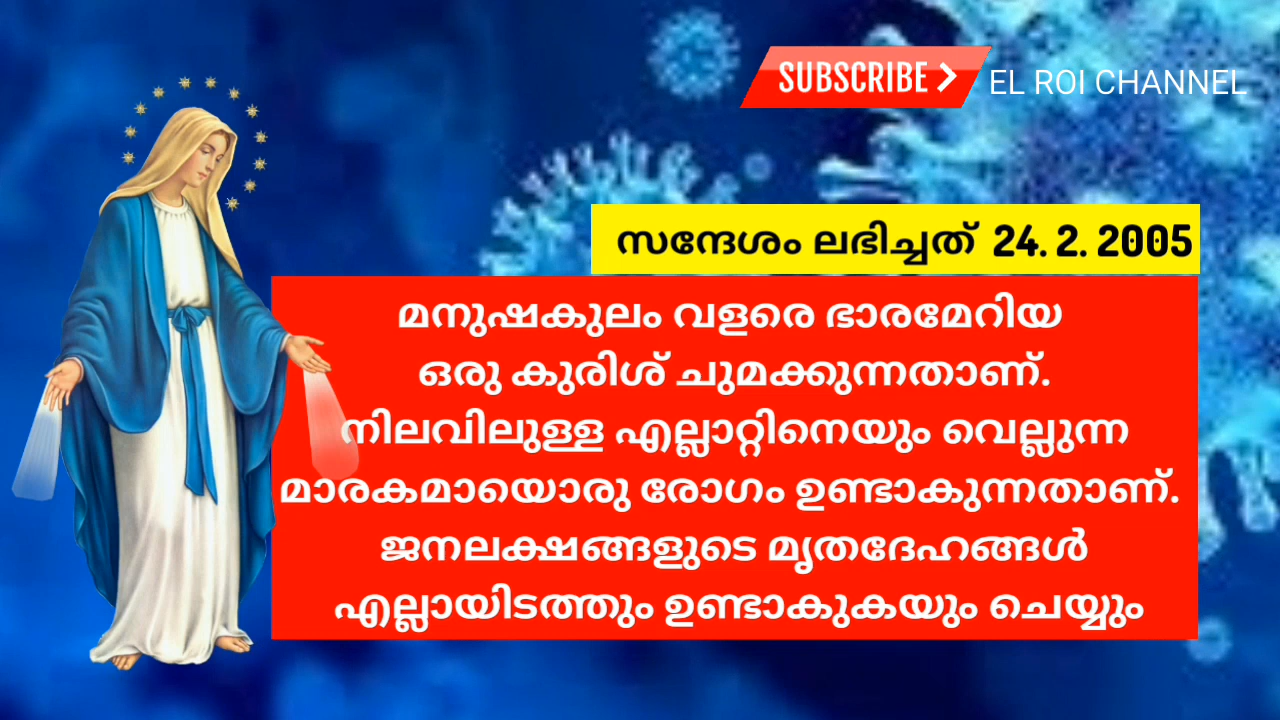 SUBSCRIBE > EL ROI CHANNEL
സന്ദേശം ലഭിച്ചത് 24. 2. 2005
മനുഷകുലം വളരെ ഭാരമേറിയ
ഒരു കുരിശ് ചുമക്കുന്നതാണ്.
നിലവിലുള്ള എല്ലാറ്റിനെയും വെല്ലുന്ന
മാരകമായൊരു രോഗം ഉണ്ടാകുന്നതാണ്.
ജനലക്ഷങ്ങളുടെ മൃതദേഹങ്ങൾ
എല്ലായിടത്തും ഉണ്ടാകുകയും ചെയ്യും